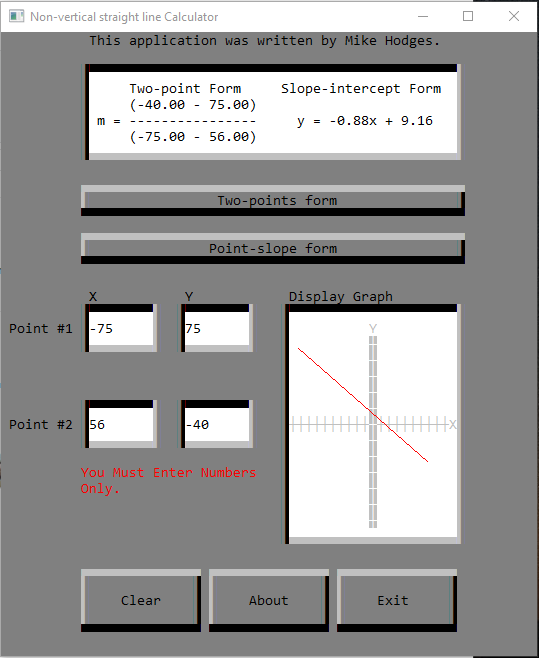 Non-vertical straight line Calculator
This application was written by Mike Hodges.
Two-point Form Slope-intercept Form
(-40.00 - 75.00)
m = ---------------- y = -0.88x + 9.16
(-75.00 - 56.00)
Two-points form
Point-slope form
X Y Display Graph
Point #1 -75 75
Y
X
Point #2 56 -40
You Must Enter Numbers
Only.
Clear About Exit